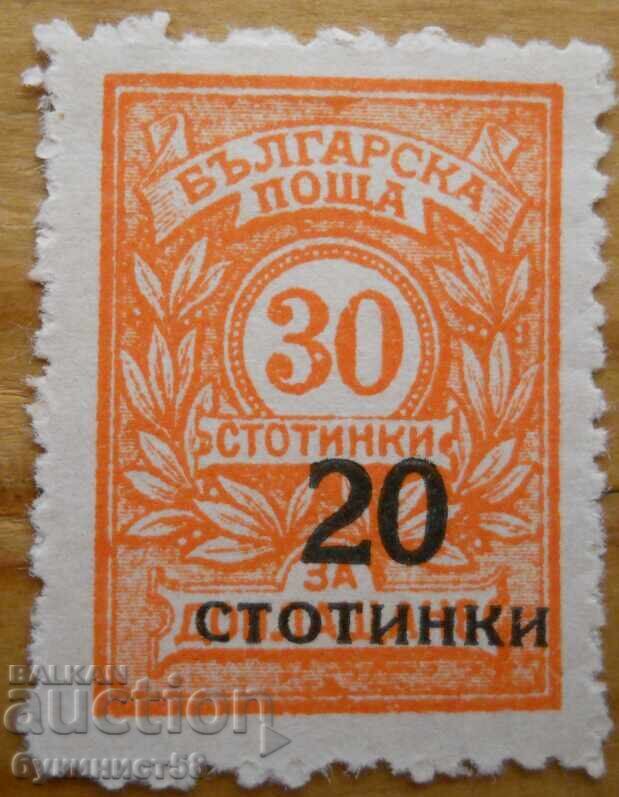 БЪЛГАРСКА
ПОЩА
30
СТОТИНКИ
20
ЗА
СТОТИНКИ
BALKAN
auction
букинист58